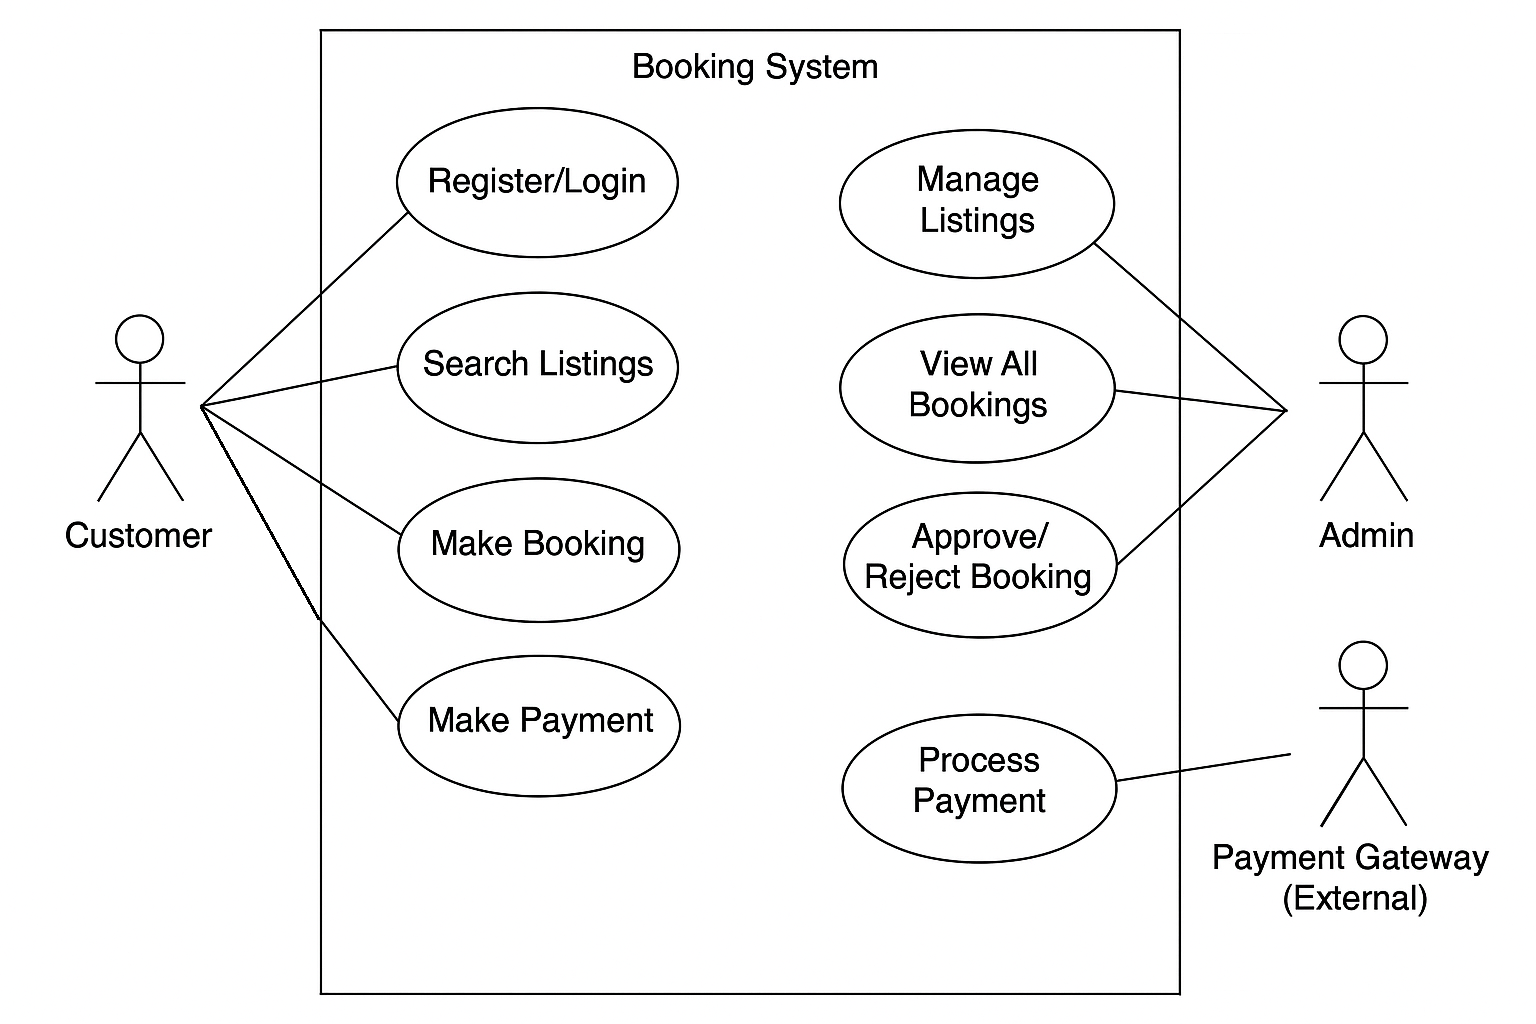 Booking System
Register/Login
Search Listings
Make Booking
Make Payment
Manage
Listings
View All
Bookings
Approve/
Reject Booking
Process
Payment
Customer
Admin
Payment Gateway
(External)